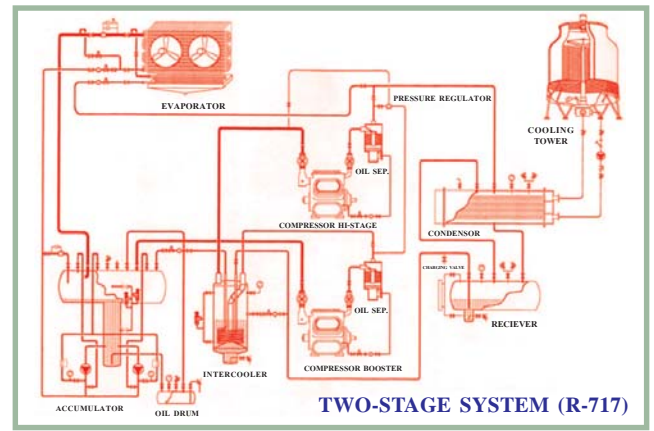 EVAPORATOR
PRESSURE REGULATOR
COOLING
TOWER
OIL SEP.
COMPRESSOR HI-STAGE
CONDENSOR
CHARGING VALVE
OIL SEP.
RECIEVER
INTERCOOLER
COMPRESSOR BOOSTER
ACCUMULATOR
OIL DRUM
TWO-STAGE SYSTEM (R-717)